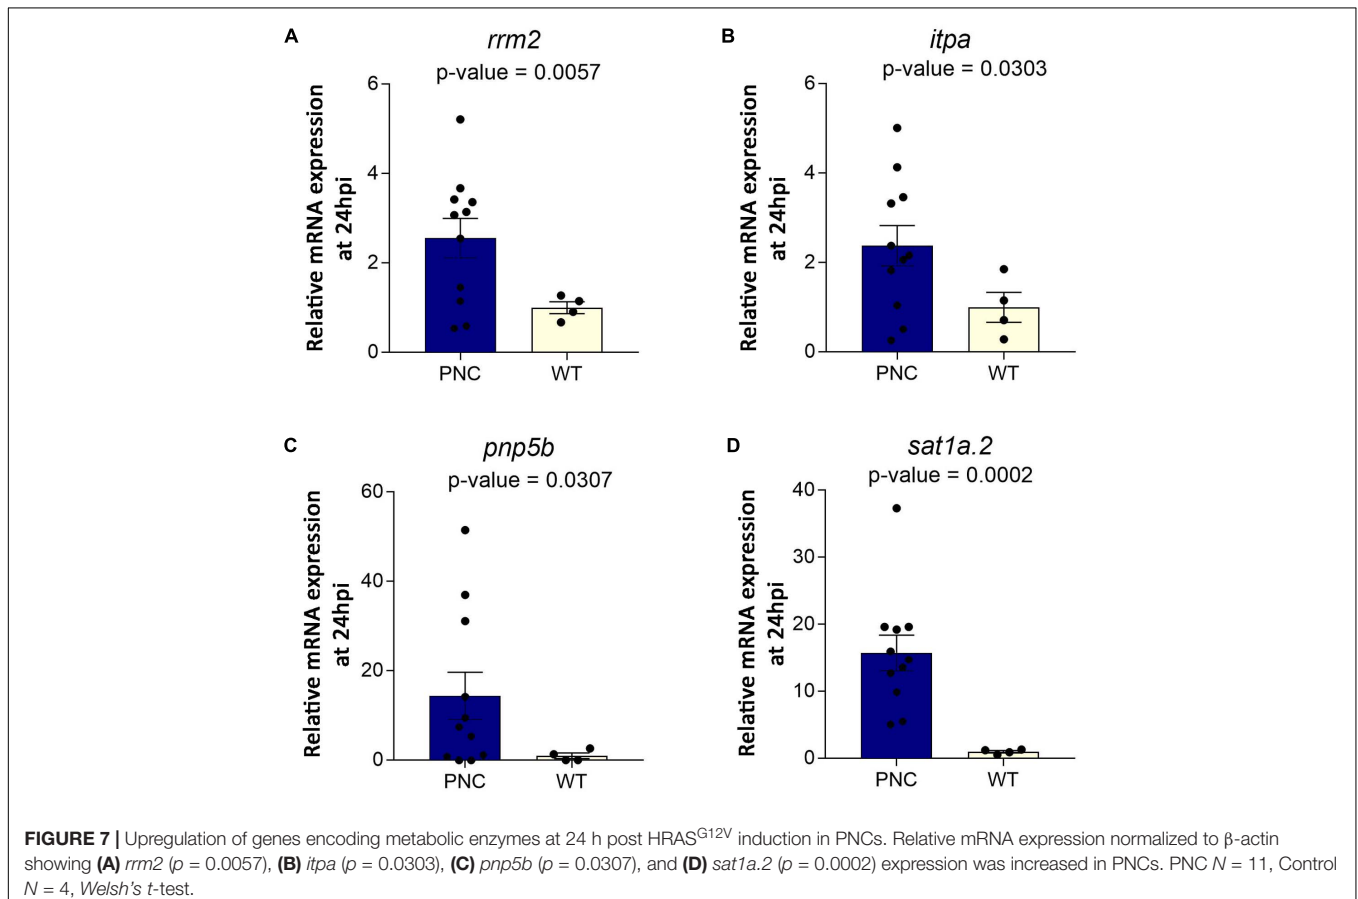 A
rrm2
p-value = 0.0057
Relative mRNA expression
at 24hpi
6
4
2
0
PNC
WT
B
itpa
p-value = 0.0303
Relative mRNA expression
at 24hpi
6
4
2
0
PNC
WT
C
pnp5b
p-value = 0.0307
Relative mRNA expression
at 24hpi
60
40
20
0
PNC
WT
D
sat1a.2
p-value = 0.0002
Relative mRNA expression
at 24hpi
40
30
20
10
0
PNC
WT
FIGURE 7 | Upregulation of genes encoding metabolic enzymes at 24 h post HRASG12V induction in PNCs. Relative mRNA expression normalized to β-actin
showing (A) rrm2 (p = 0.0057), (B) itpa (p = 0.0303), (C) pnp5b (p = 0.0307), and (D) sat1a.2 (p = 0.0002) expression was increased in PNCs. PNC N = 11, Control
N = 4, Welsh's t-test.